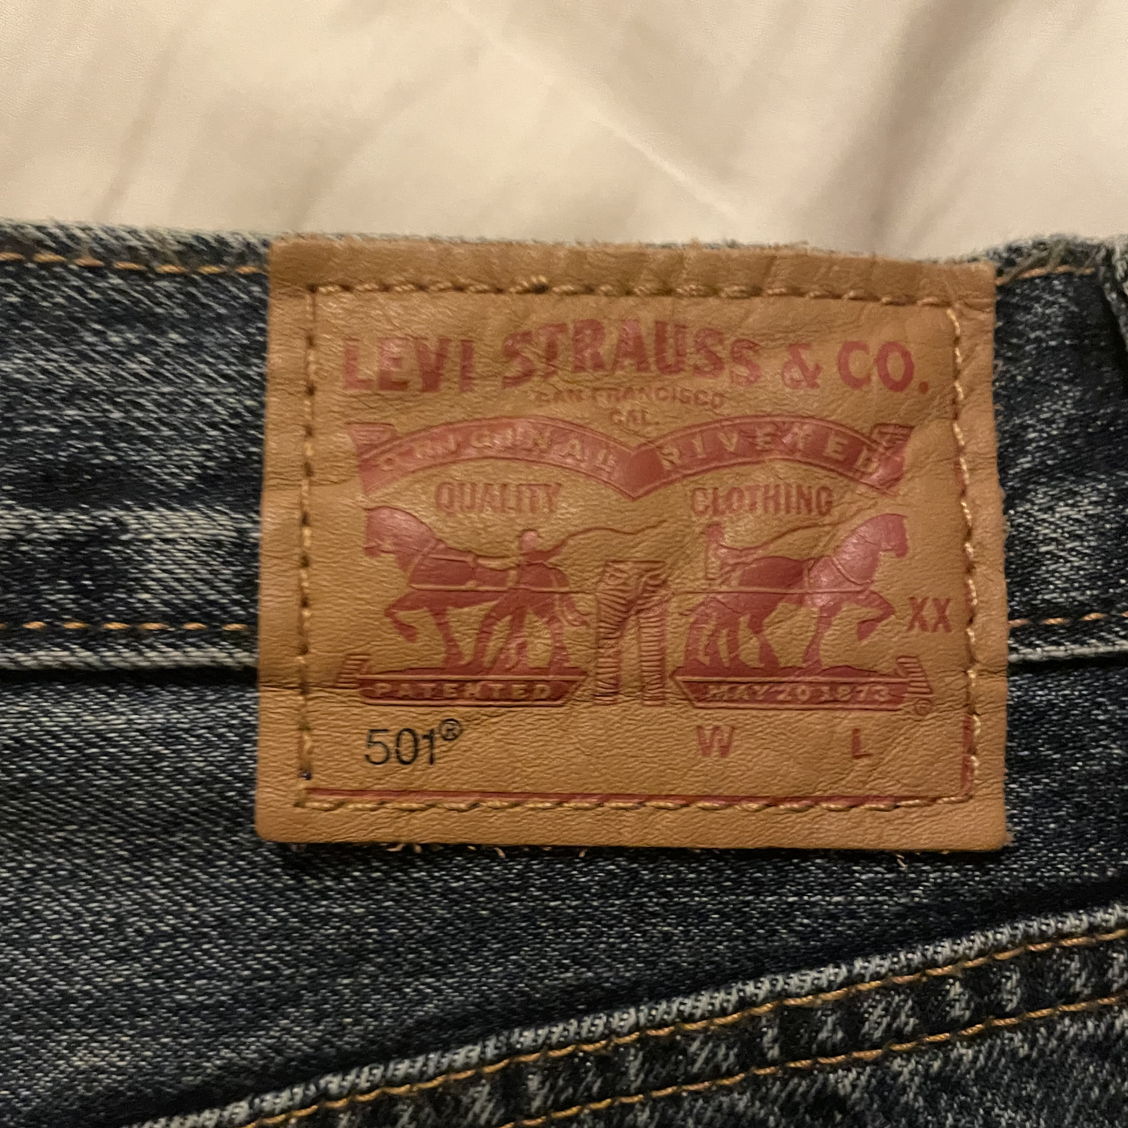 LEVI STRAUSS & CO.
SAN FRANCISCO
CAL.
ORIGINAL RIVETED
QUALITY CLOTHING
XX
PATENTED MAY 20 1873
®
501® W L